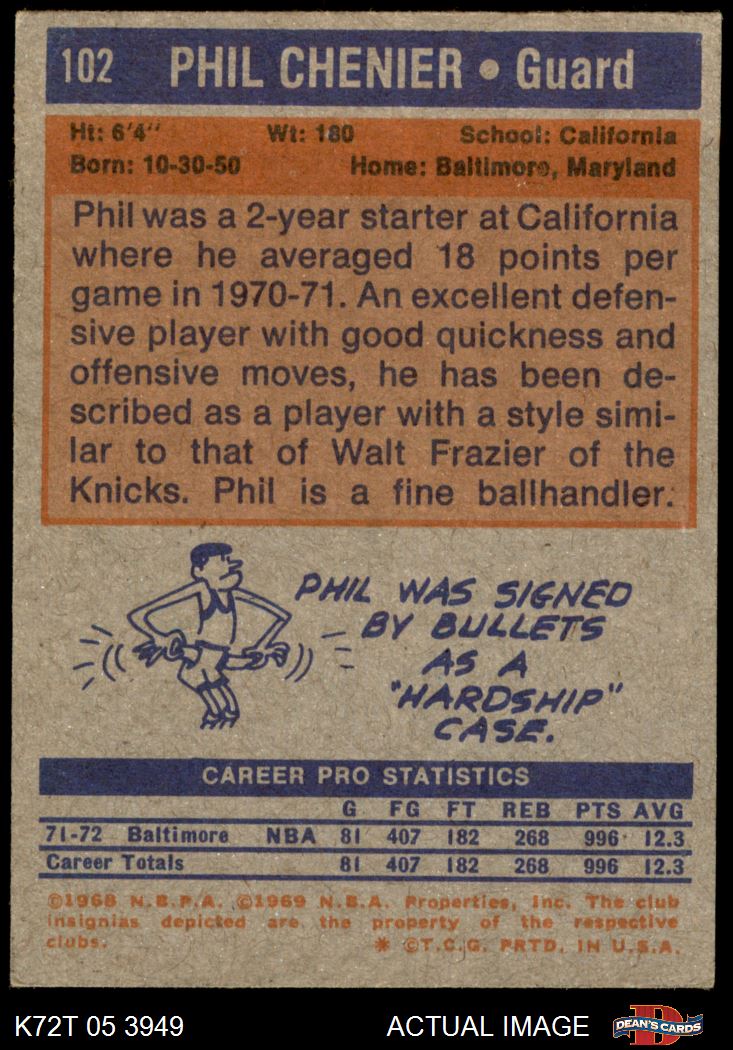 102 PHIL CHENIER • Guard
Ht: 6'4" Wt: 180 School: California
Born: 10-30-50 Home: Baltimore, Maryland
Phil was a 2-year starter at California
where he averaged 18 points per
game in 1970-71. An excellent defen-
sive player with good quickness and
offensive moves, he has been de-
scribed as a player with a style simi-
lar to that of Walt Frazier of the
Knicks. Phil is a fine ballhandler.
PHIL WAS SIGNED
BY BULLETS
AS A
"HARDSHIP"
CASE.
CAREER PRO STATISTICS
G FG FT REB PTS AVG
71-72 Baltimore NBA 81 407 182 268 996 12.3
Career Totals 81 407 182 268 996 12.3
©1968 N.B.P.A. ©1969 N.B.A. Properties, Inc. The club
insignias depicted are the property of the respective
clubs. * ©T.C.G. PRTD. IN U.S.A.
K72T 05 3949 ACTUAL IMAGE DEAN'S CARDS